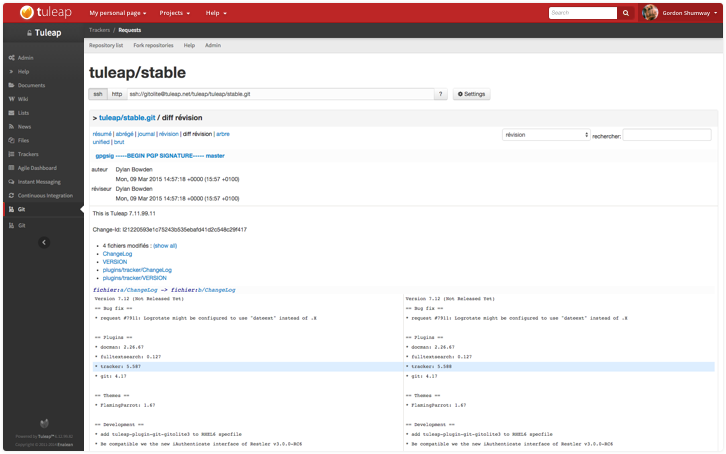 tuleap
My personal page
Projects
Help
Search
Gordon Shumway
Tuleap
Trackers / Requests
Repository list
Fork repositories
Help
Admin
Admin
Help
Documents
Wiki
Lists
News
Files
Trackers
Agile Dashboard
Instant Messaging
Continuous Integration
Git
Git
tuleap/stable
ssh
http
ssh://gitolite@tuleap.net/tuleap/tuleap/stable.git
?
Settings
> tuleap/stable.git / diff révision
résumé | abrégé | journal | révision | diff révision | arbre
unified | brut
révision
rechercher:
gpgsig -----BEGIN PGP SIGNATURE----- master
auteur Dylan Bowden
Mon, 09 Mar 2015 14:57:18 +0000 (15:57 +0100)
réviseur Dylan Bowden
Mon, 09 Mar 2015 14:57:18 +0000 (15:57 +0100)
This is Tuleap 7.11.99.11
Change-Id: I21220593e1c75243b535ebafd41d2c548c29f417
• 4 fichiers modifiés : (show all)
• ChangeLog
• VERSION
• plugins/tracker/ChangeLog
• plugins/tracker/VERSION
fichier:a/ChangeLog -> fichier:b/ChangeLog
Version 7.12 (Not Released Yet)
== Bug fix ==
* request #7911: Logrotate might be configured to use "dateext" instead of .X
== Plugins ==
* docman: 2.26.67
* fulltextsearch: 0.127
* tracker: 5.587
* git: 4.17
== Themes ==
* FlamingParrot: 1.67
== Development ==
* add tuleap-plugin-git-gitolite3 to RHEL6 specfile
* Be compatible we the new iAuthenticate interface of Restler v3.0.0-RC6
Version 7.12 (Not Released Yet)
== Bug fix ==
* request #7911: Logrotate might be configured to use "dateext" instead of .X
== Plugins ==
* docman: 2.26.67
* fulltextsearch: 0.127
* tracker: 5.588
* git: 4.17
== Themes ==
* FlamingParrot: 1.67
== Development ==
* add tuleap-plugin-git-gitolite3 to RHEL6 specfile
* Be compatible we the new iAuthenticate interface of Restler v3.0.0-RC6
Powered by Tuleap™